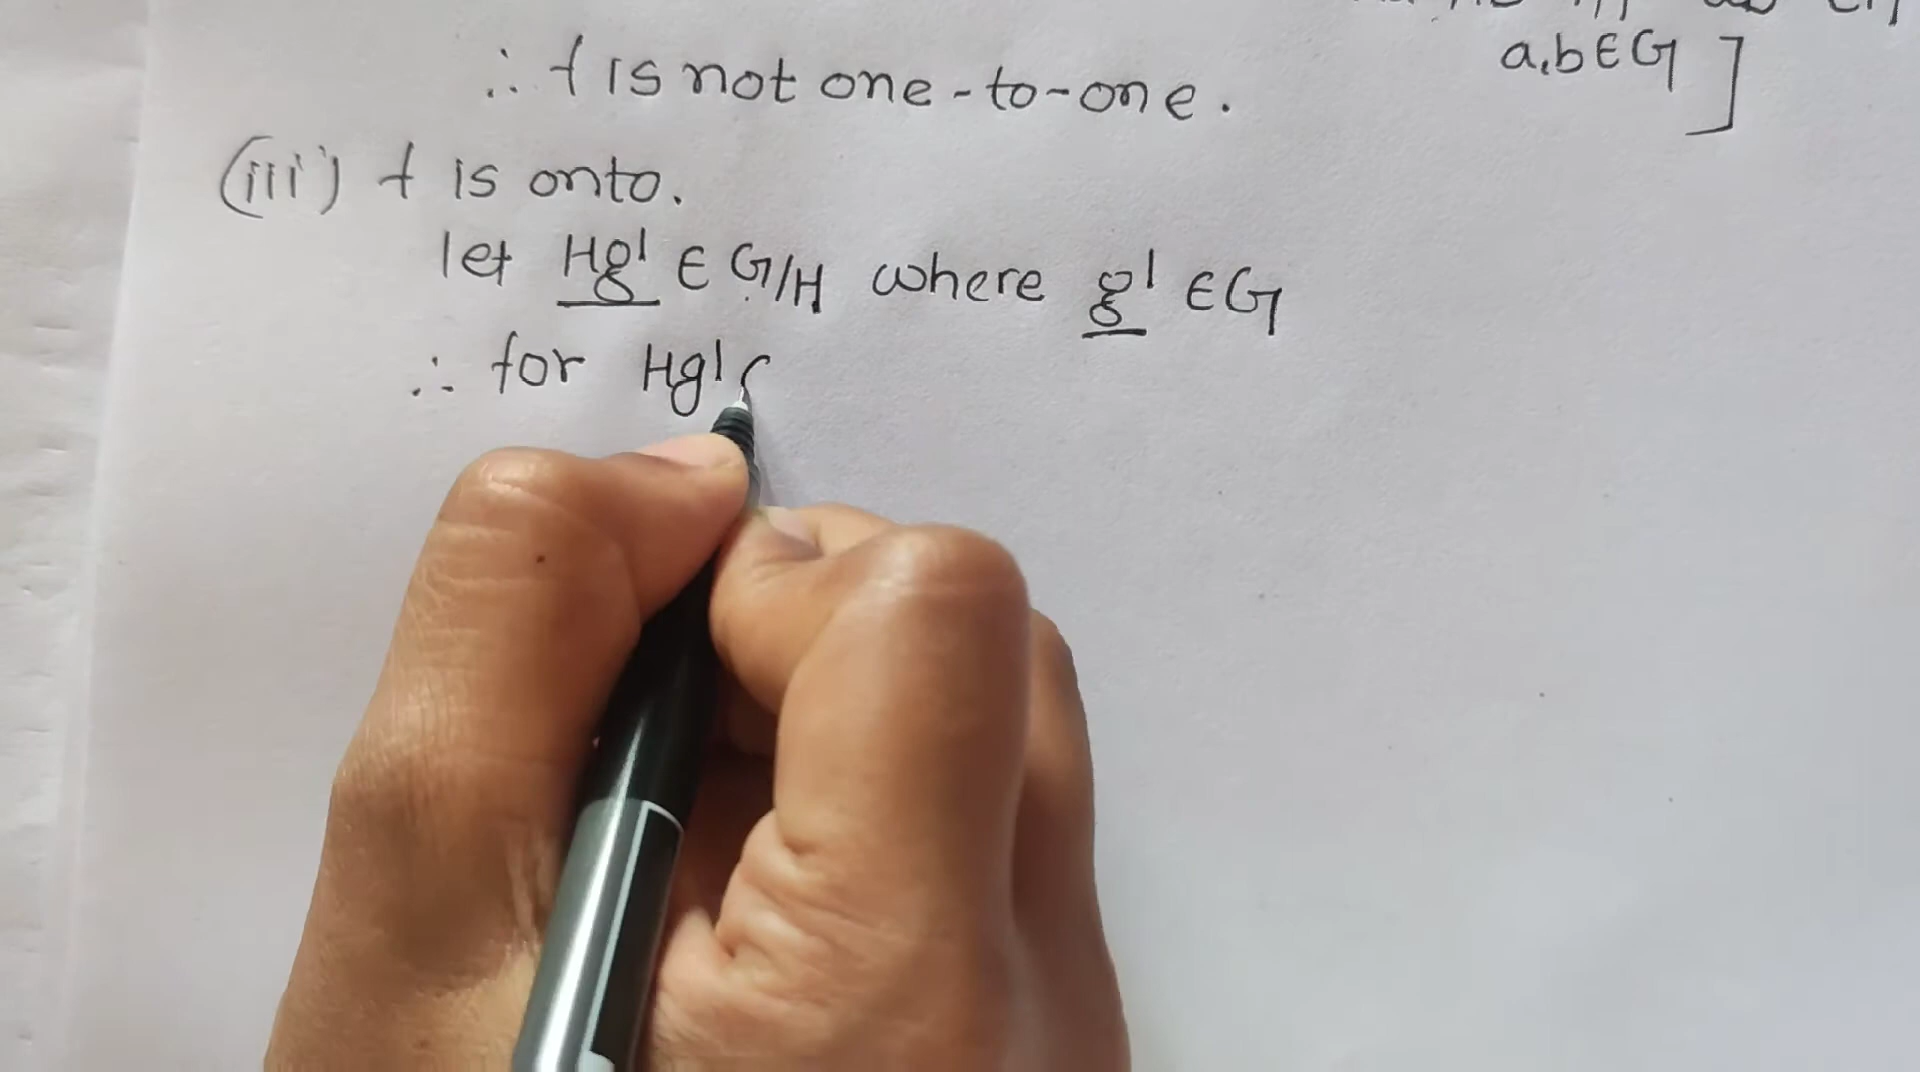 a,b∈G ]
∴ f is not one-to-one.
(iii) f is onto.
let Hg' ∈ G/H where g' ∈ G
∴ for Hg'